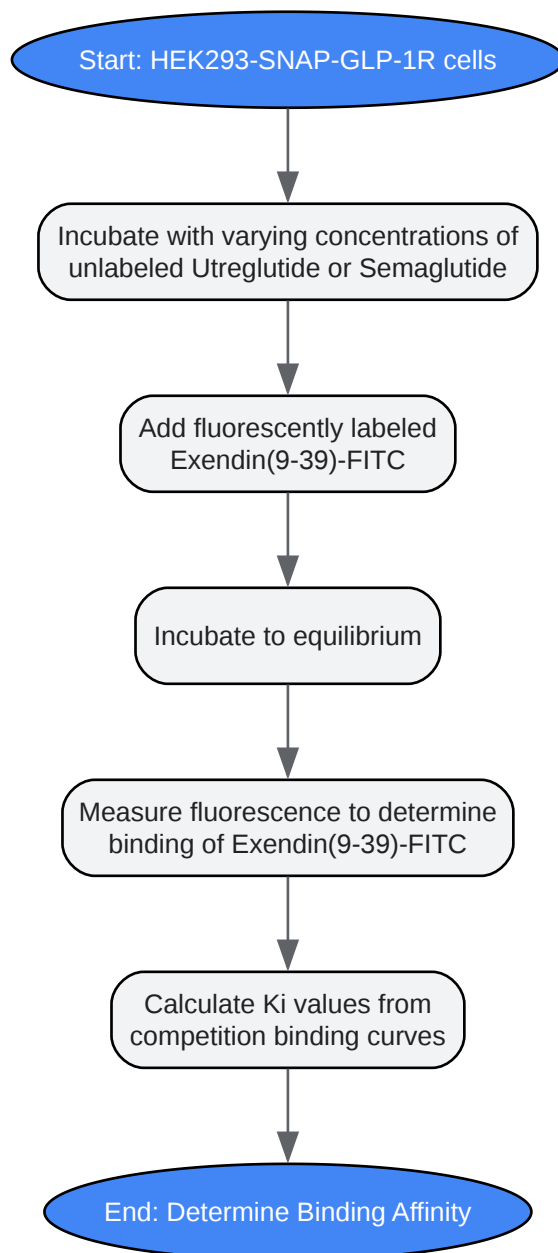 Start: HEK293-SNAP-GLP-1R cells
Incubate with varying concentrations of
unlabeled Utreglutide or Semaglutide
Add fluorescently labeled
Exendin(9-39)-FITC
Incubate to equilibrium
Measure fluorescence to determine
binding of Exendin(9-39)-FITC
Calculate Ki values from
competition binding curves
End: Determine Binding Affinity